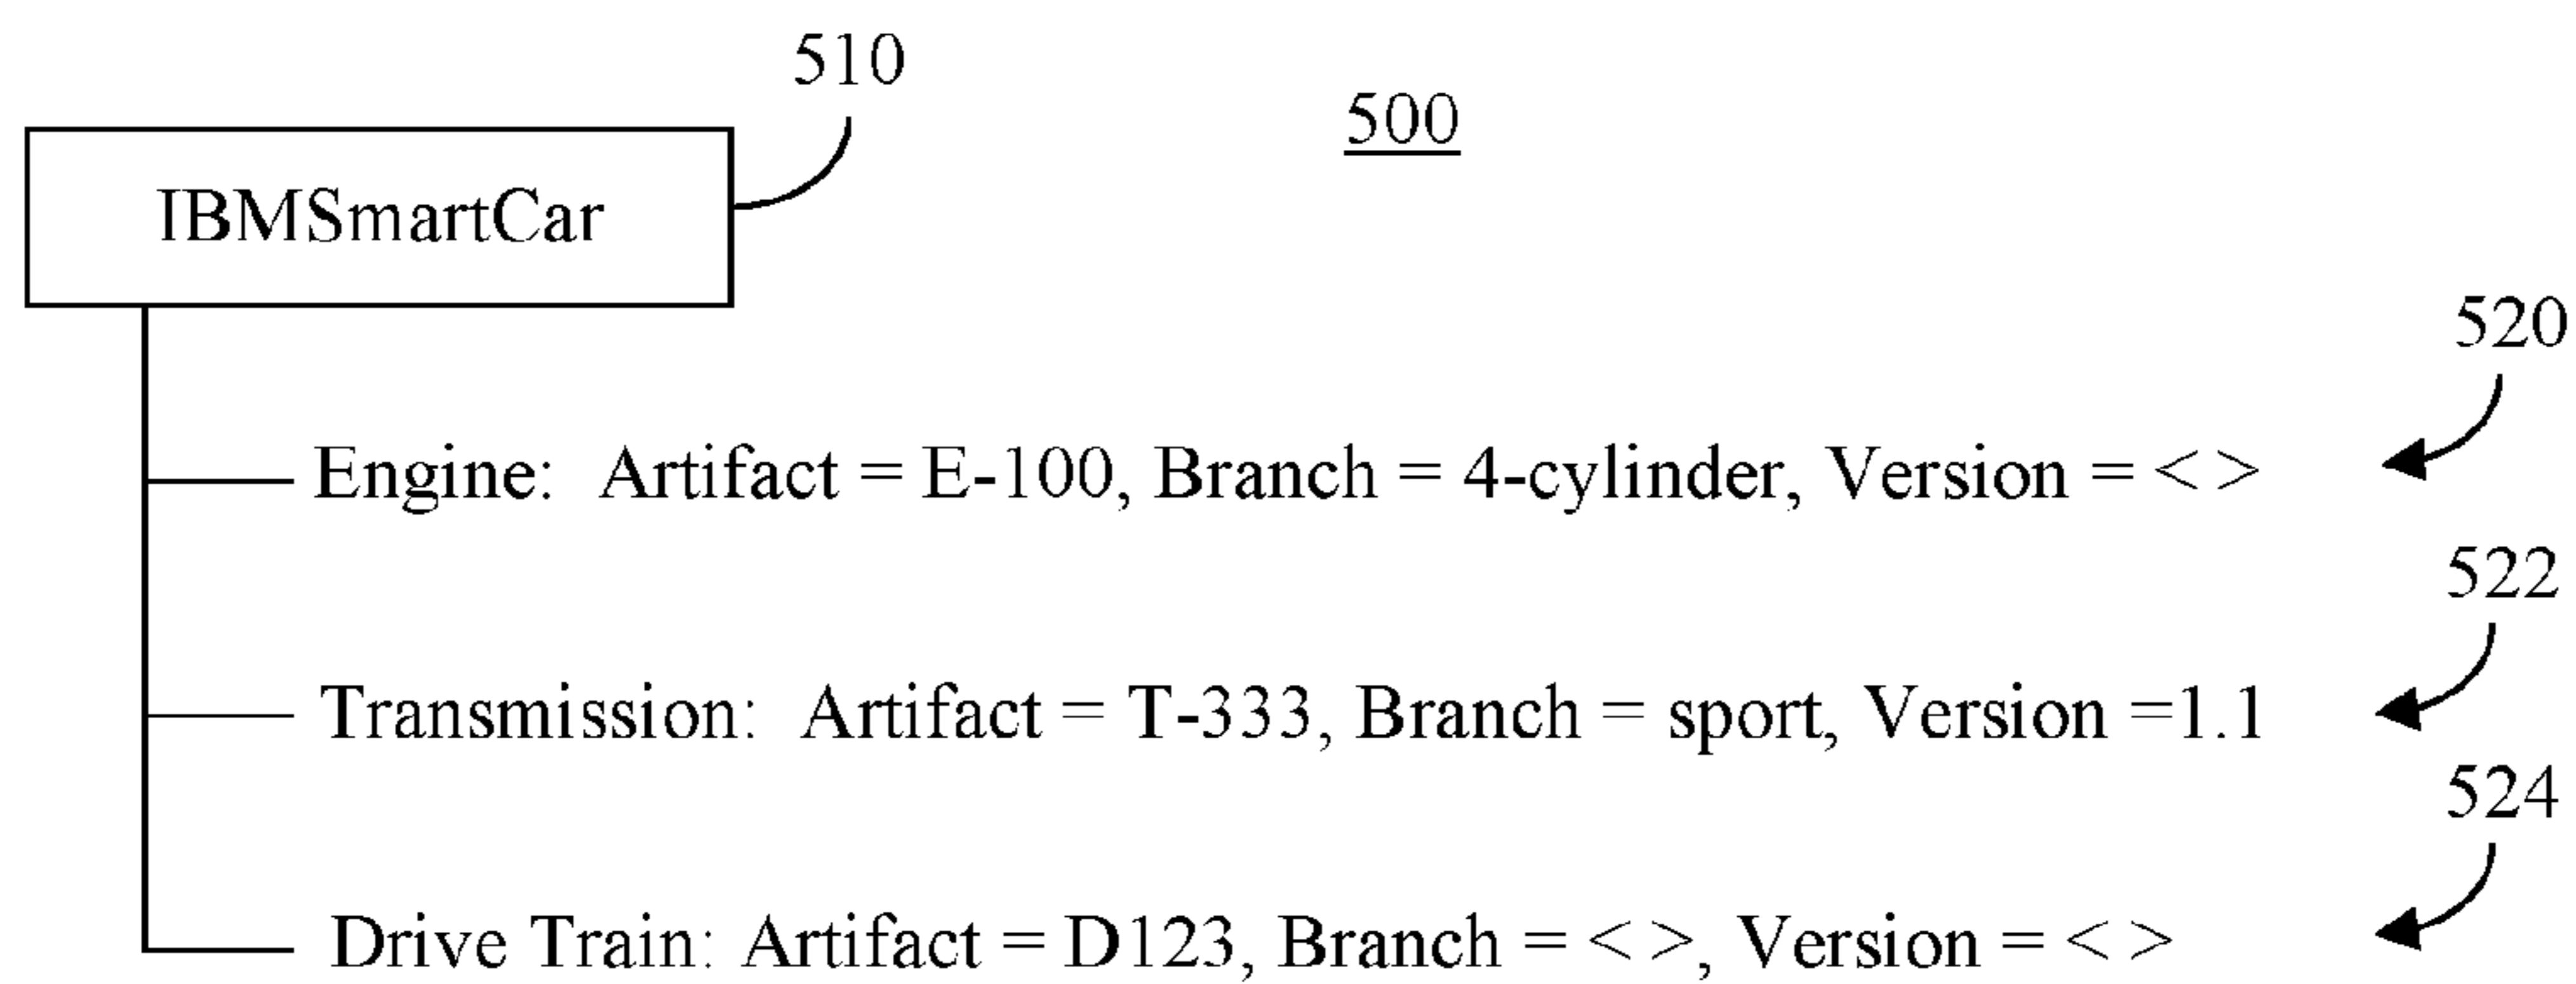 510
500
IBMSmartCar
520
Engine: Artifact = E-100, Branch = 4-cylinder, Version = < >
522
Transmission: Artifact = T-333, Branch = sport, Version =1.1
524
Drive Train: Artifact = D123, Branch = < >, Version = < >